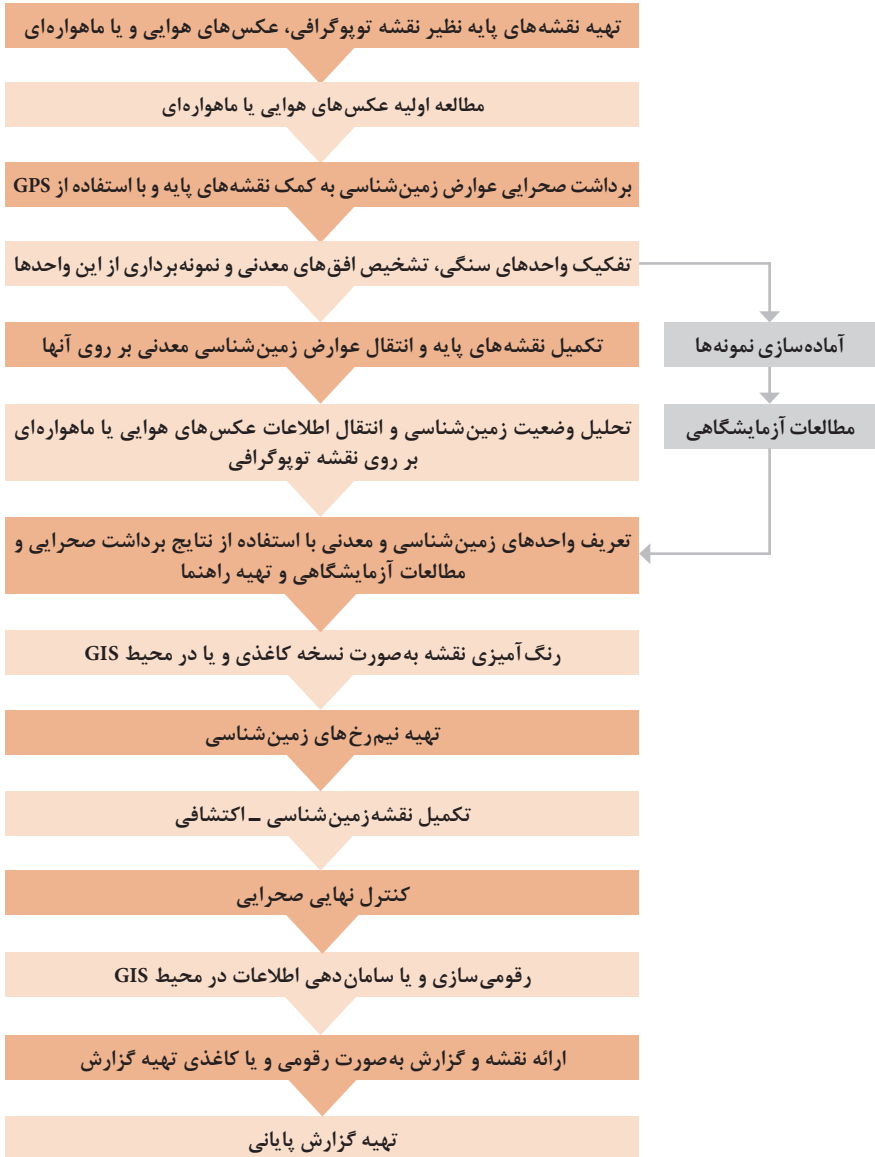 تهیه نقشه‌های پایه نظیر نقشه توپوگرافی، عکس‌های هوایی و یا ماهواره‌ای
مطالعه اولیه عکس‌های هوایی یا ماهواره‌ای
برداشت صحرایی عوارض زمین‌شناسی به کمک نقشه‌های پایه و با استفاده از GPS
تفکیک واحدهای سنگی، تشخیص افق‌های معدنی و نمونه‌برداری از این واحدها
آماده‌سازی نمونه‌ها
تکمیل نقشه‌های پایه و انتقال عوارض زمین‌شناسی معدنی بر روی آنها
مطالعات آزمایشگاهی
تحلیل وضعیت زمین‌شناسی و انتقال اطلاعات عکس‌های هوایی یا ماهواره‌ای
بر روی نقشه توپوگرافی
تعریف واحدهای زمین‌شناسی و معدنی با استفاده از نتایج برداشت صحرایی و
مطالعات آزمایشگاهی و تهیه راهنما
رنگ‌آمیزی نقشه به‌صورت نسخه کاغذی و یا در محیط GIS
تهیه نیم‌رخ‌های زمین‌شناسی
تکمیل نقشه‌زمین‌شناسی ــ اکتشافی
کنترل نهایی صحرایی
رقومی‌سازی و یا سامان‌دهی اطلاعات در محیط GIS
ارائه نقشه و گزارش به‌صورت رقومی و یا کاغذی تهیه گزارش
تهیه گزارش پایانی